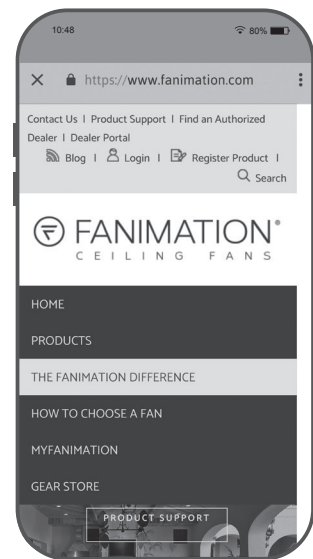 10:48 80%
https://www.fanimation.com
Contact Us | Product Support | Find an Authorized
Dealer | Dealer Portal
Blog | Login | Register Product |
Search
FANIMATION®
CEILING FANS
HOME
PRODUCTS
THE FANIMATION DIFFERENCE
HOW TO CHOOSE A FAN
MYFANIMATION
GEAR STORE
PRODUCT SUPPORT